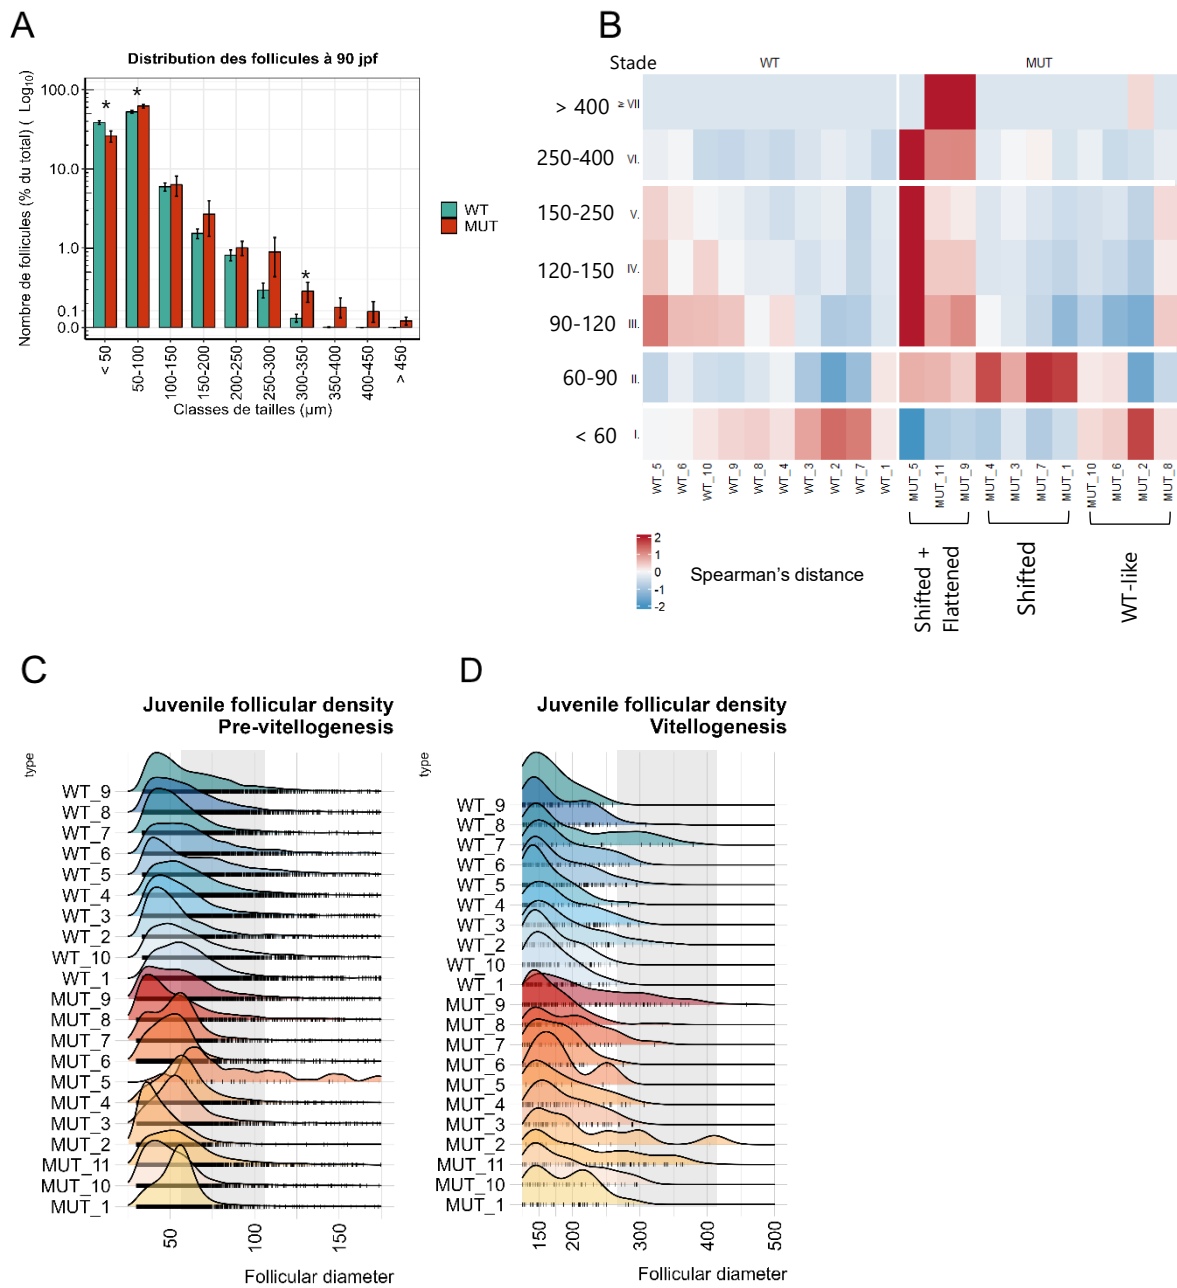 A
Distribution des follicules à 90 jpf
Nombre de follicules (% du total) ( Log₁₀)
100.0
10.0
1.0
0.1
0.0
* * *
< 50
50-100
100-150
150-200
200-250
250-300
300-350
350-400
400-450
> 450
Classes de tailles (µm)
WT
MUT
B
Stade
WT MUT
> 400 ≥ VII
250-400 VI.
150-250 V.
120-150 IV.
90-120 III.
60-90 II.
< 60 I.
WT_5
WT_6
WT_10
WT_9
WT_8
WT_4
WT_3
WT_2
WT_7
WT_1
MUT_5
MUT_11
MUT_9
MUT_4
MUT_3
MUT_7
MUT_1
MUT_10
MUT_6
MUT_2
MUT_8
Shifted +
Flattened
Shifted
WT-like
2
1
0
-1
-2
Spearman's distance
C
Juvenile follicular density
Pre-vitellogenesis
type
WT_9
WT_8
WT_7
WT_6
WT_5
WT_4
WT_3
WT_2
WT_10
WT_1
MUT_9
MUT_8
MUT_7
MUT_6
MUT_5
MUT_4
MUT_3
MUT_2
MUT_11
MUT_10
MUT_1
50
100
150
Follicular diameter
D
Juvenile follicular density
Vitellogenesis
type
WT_9
WT_8
WT_7
WT_6
WT_5
WT_4
WT_3
WT_2
WT_10
WT_1
MUT_9
MUT_8
MUT_7
MUT_6
MUT_5
MUT_4
MUT_3
MUT_2
MUT_11
MUT_10
MUT_1
150
200
300
400
500
Follicular diameter